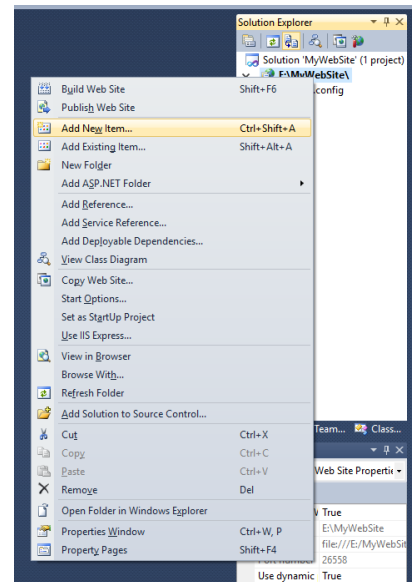 Solution Explorer
Solution 'MyWebSite' (1 project)
E:\MyWebSite\
.config
Build Web Site Shift+F6
Publish Web Site
Add New Item... Ctrl+Shift+A
Add Existing Item... Shift+Alt+A
New Folder
Add ASP.NET Folder
Add Reference...
Add Service Reference...
Add Deployable Dependencies...
View Class Diagram
Copy Web Site...
Start Options...
Set as StartUp Project
Use IIS Express...
View in Browser
Browse With...
Refresh Folder
Add Solution to Source Control...
Cut Ctrl+X
Copy Ctrl+C
Paste Ctrl+V
Remove Del
Open Folder in Windows Explorer
Properties Window Ctrl+W, P
Property Pages Shift+F4
Team... Class...
Web Site Properti
True
E:\MyWebSite
file:///E:/MyWebSit
Port number 26558
Use dynamic True